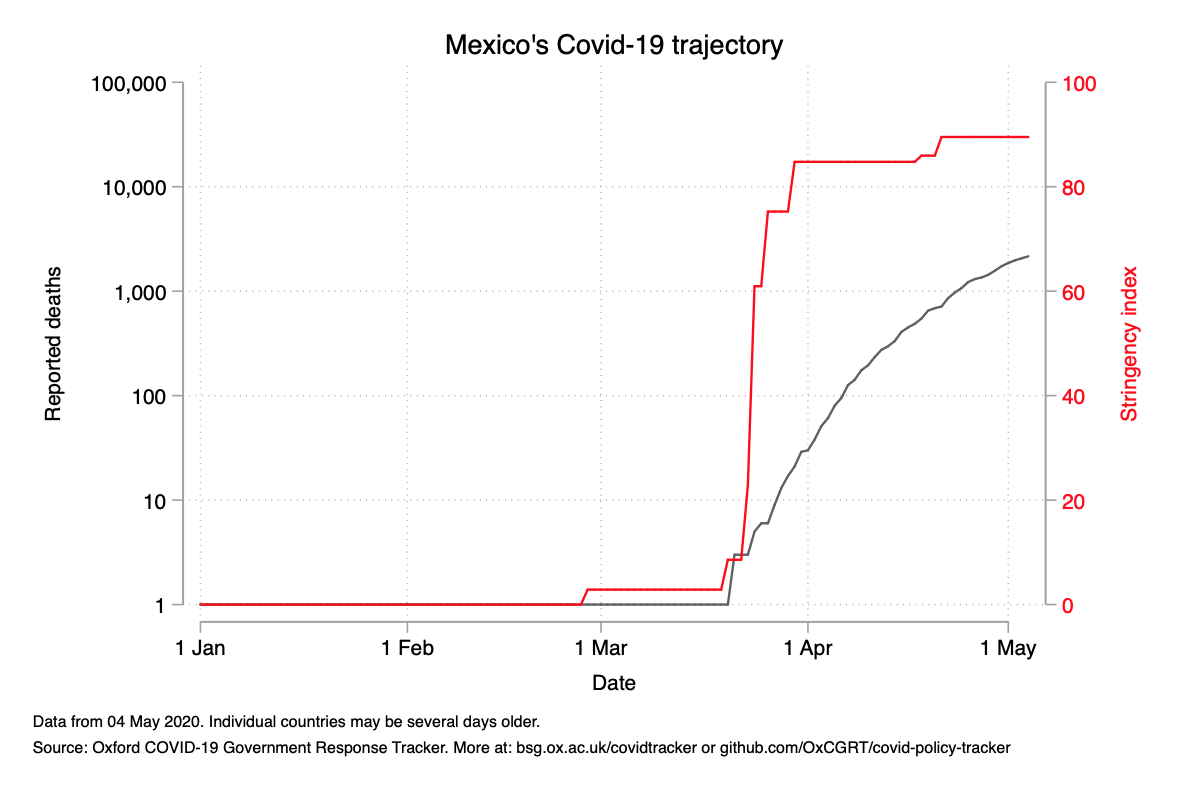 Mexico's Covid-19 trajectory
100,000
10,000
1,000
100
10
1
Reported deaths
100
80
60
40
20
0
Stringency index
1 Jan
1 Feb
1 Mar
1 Apr
1 May
Date
Data from 04 May 2020. Individual countries may be several days older.
Source: Oxford COVID-19 Government Response Tracker. More at: bsg.ox.ac.uk/covidtracker or github.com/OxCGRT/covid-policy-tracker